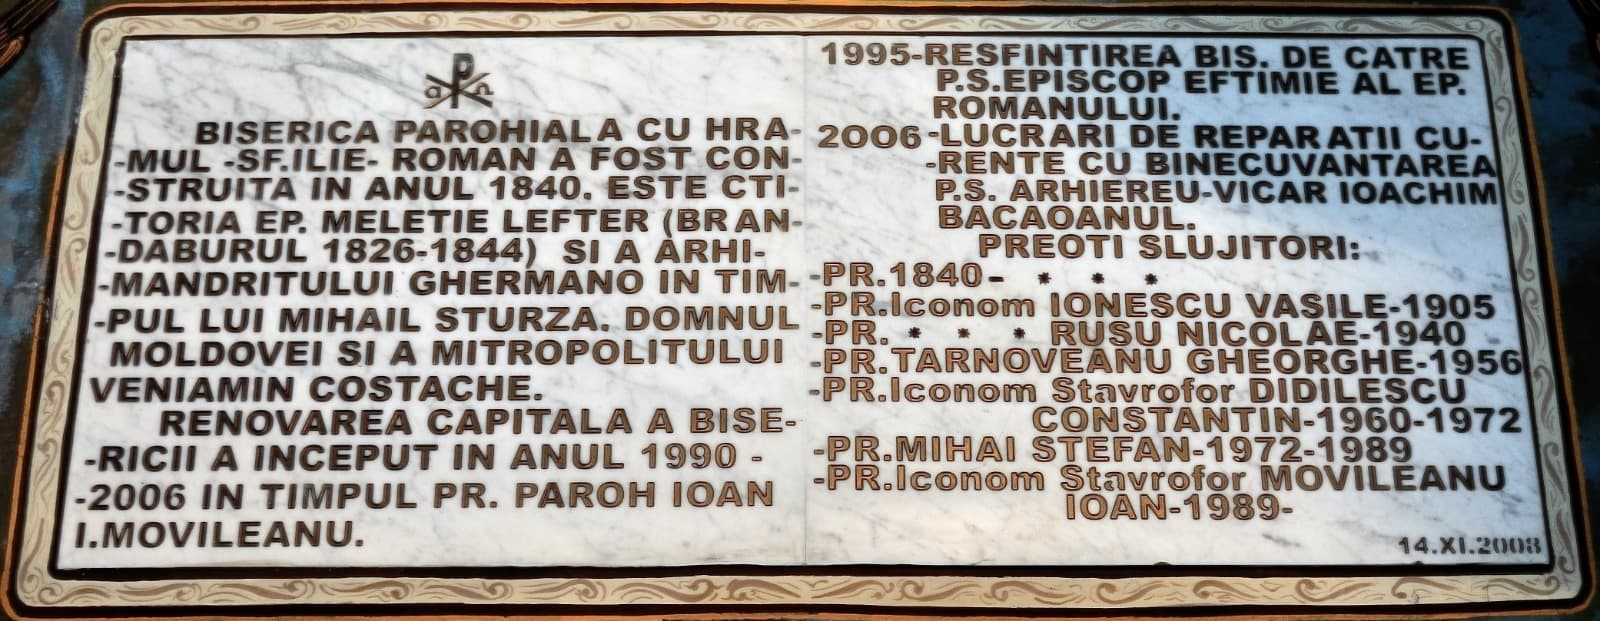 α P Ω
BISERICA PAROHIALA CU HRA-
-MUL -SF.ILIE- ROMAN A FOST CON-
-STRUITA IN ANUL 1840. ESTE CTI-
-TORIA EP. MELETIE LEFTER (BRAN-
-DABURUL 1826-1844) SI A ARHI-
-MANDRITULUI GHERMANO IN TIM-
-PUL LUI MIHAIL STURZA. DOMNUL
MOLDOVEI SI A MITROPOLITULUI
VENIAMIN COSTACHE.
RENOVAREA CAPITALA A BISE-
-RICII A INCEPUT IN ANUL 1990 -
-2006 IN TIMPUL PR. PAROH IOAN
I.MOVILEANU.
1995-RESFINTIREA BIS. DE CATRE
P.S.EPISCOP EFTIMIE AL EP.
ROMANULUI.
2006-LUCRARI DE REPARATII CU-
-RENTE CU BINECUVANTAREA
P.S. ARHIEREU-VICAR IOACHIM
BACAOANUL.
PREOTI SLUJITORI:
-PR.1840- * * *
-PR.Iconom IONESCU VASILE-1905
-PR. * * * RUSU NICOLAE-1940
-PR.TARNOVEANU GHEORGHE-1956
-PR.Iconom Stavrofor DIDILESCU
CONSTANTIN-1960-1972
-PR.MIHAI STEFAN-1972-1989
-PR.Iconom Stavrofor MOVILEANU
IOAN-1989-
14.XI.2008